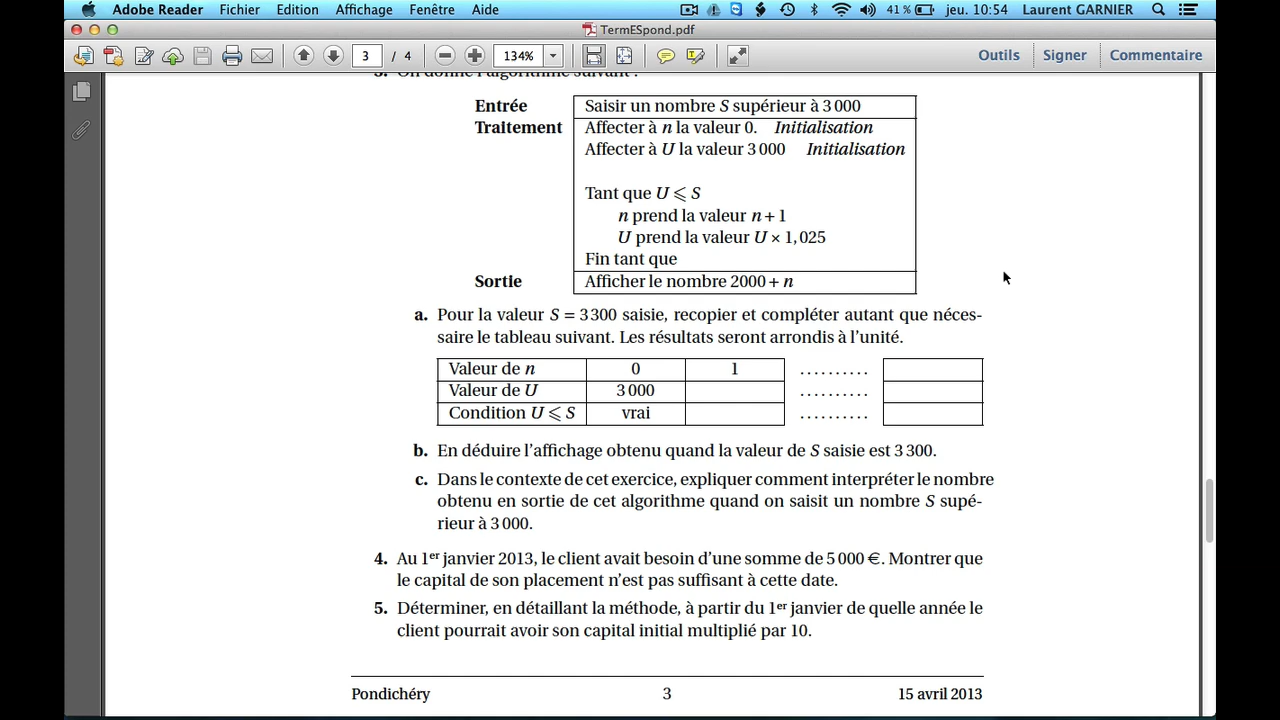 Adobe Reader Fichier Edition Affichage Fenêtre Aide 41 % jeu. 10:54 Laurent GARNIER
TermESpond.pdf
3 / 4 134% Outils Signer Commentaire
3. On donne l'algorithme suivant :
Entrée Saisir un nombre S supérieur à 3 000
Traitement Affecter à n la valeur 0. Initialisation
Affecter à U la valeur 3 000 Initialisation
Tant que U ⩽ S
n prend la valeur n + 1
U prend la valeur U × 1,025
Fin tant que
Sortie Afficher le nombre 2000 + n
a. Pour la valeur S = 3 300 saisie, recopier et compléter autant que néces-
saire le tableau suivant. Les résultats seront arrondis à l'unité.
Valeur de n 0 1 ..........
Valeur de U 3 000 ..........
Condition U ⩽ S vrai ..........
b. En déduire l'affichage obtenu quand la valeur de S saisie est 3 300.
c. Dans le contexte de cet exercice, expliquer comment interpréter le nombre
obtenu en sortie de cet algorithme quand on saisit un nombre S supé-
rieur à 3 000.
4. Au 1er janvier 2013, le client avait besoin d'une somme de 5 000 €. Montrer que
le capital de son placement n'est pas suffisant à cette date.
5. Déterminer, en détaillant la méthode, à partir du 1er janvier de quelle année le
client pourrait avoir son capital initial multiplié par 10.
Pondichéry 3 15 avril 2013